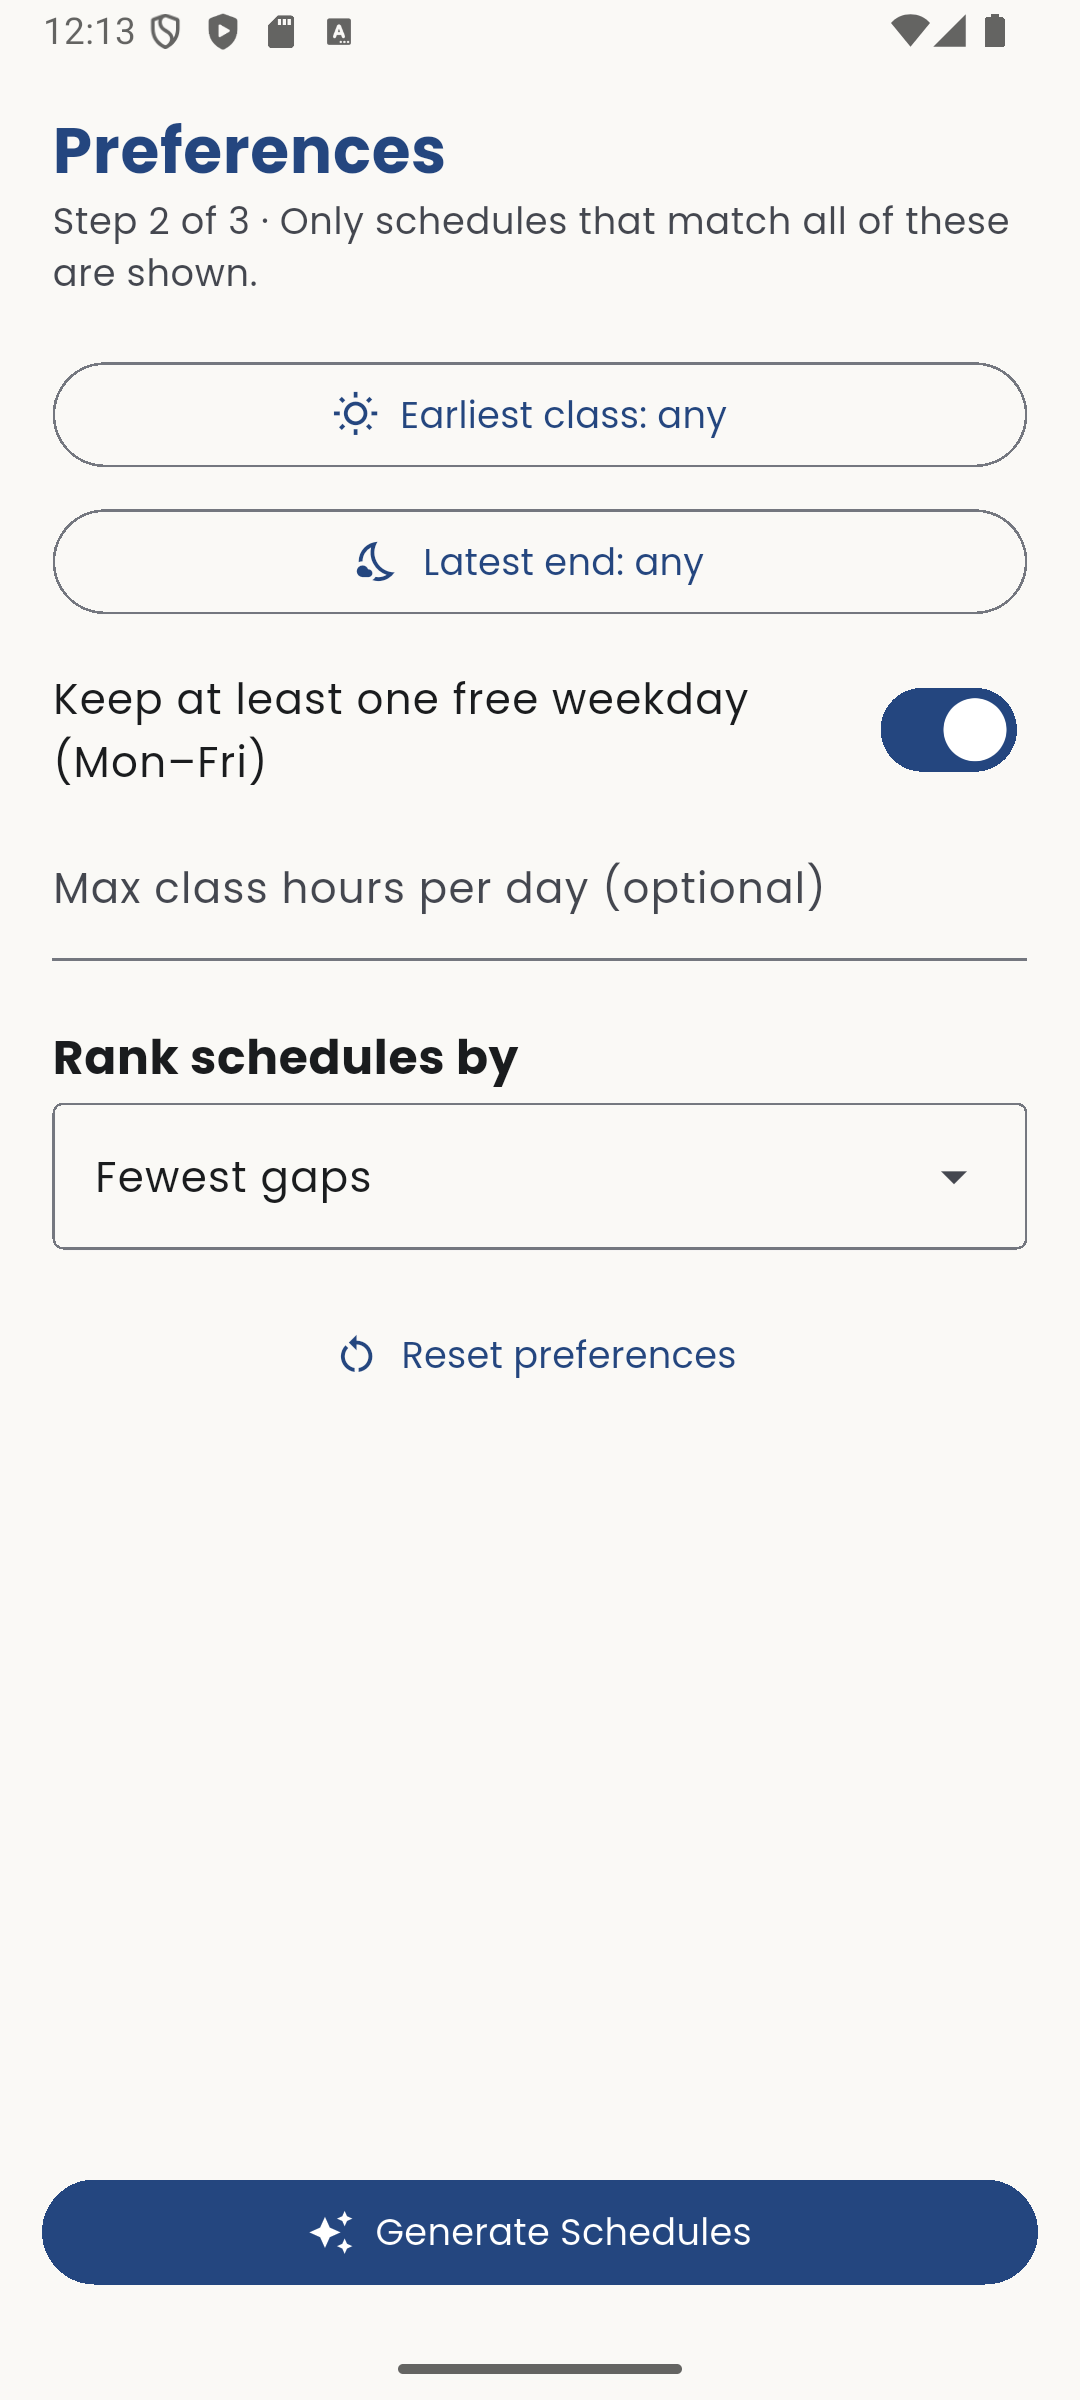 12:13
Preferences
Step 2 of 3 · Only schedules that match all of these
are shown.
Earliest class: any
Latest end: any
Keep at least one free weekday
(Mon–Fri)
Max class hours per day (optional)
Rank schedules by
Fewest gaps
Reset preferences
Generate Schedules